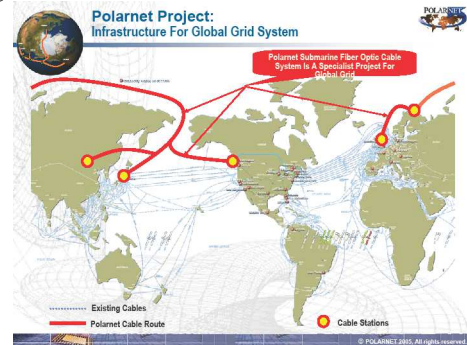 Polarnet Project:
Infrastructure For Global Grid System
POLARNET
Polarnet Submarine Fiber Optic Cable
System Is A Specialist Project For
Global Grid
Existing Cables
Polarnet Cable Route
Cable Stations
© POLARNET 2005. All rights reserved